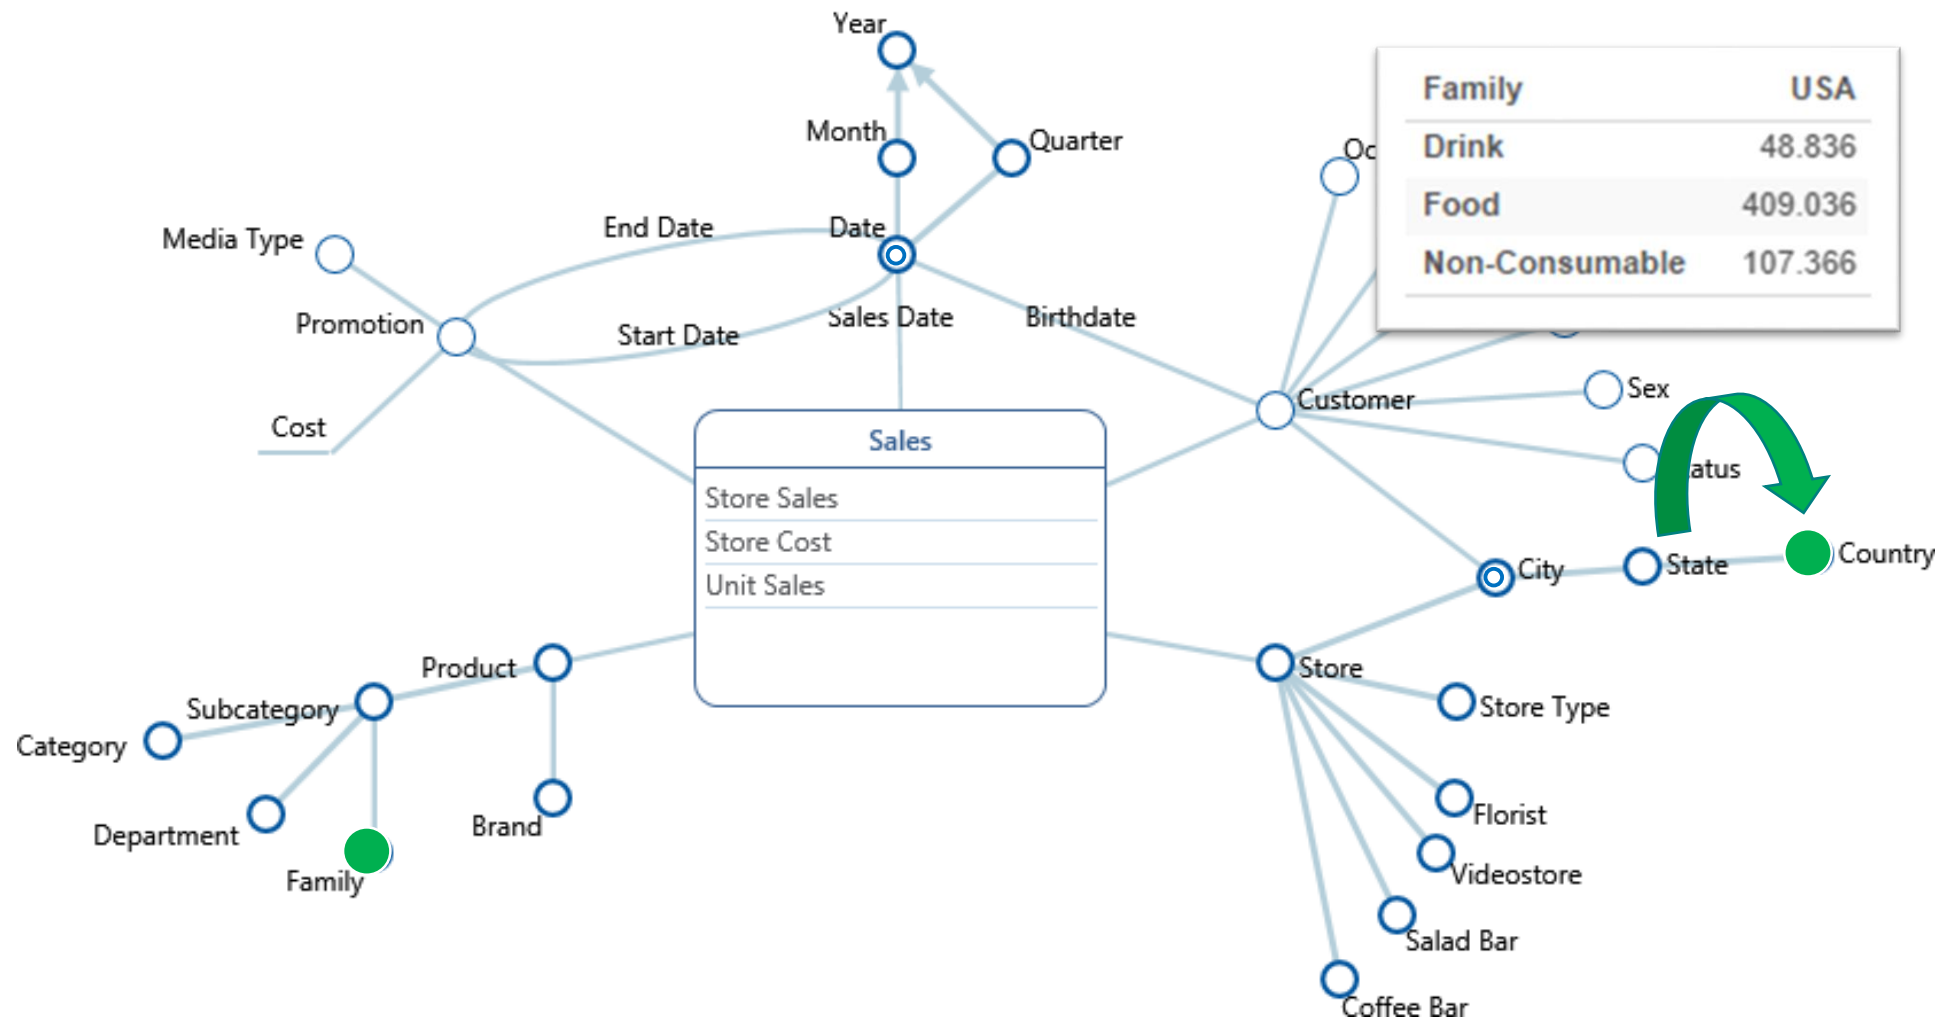 Year
Month
Quarter
Media Type
End Date
Date
Promotion
Start Date
Sales Date
Birthdate
Cost
Customer
Sex
Family USA
Drink 48.836
Food 409.036
Non-Consumable 107.366
Sales
Store Sales
Store Cost
Unit Sales
City
State
Country
Product
Subcategory
Category
Department
Family
Brand
Store
Store Type
Florist
Videostore
Salad Bar
Coffee Bar